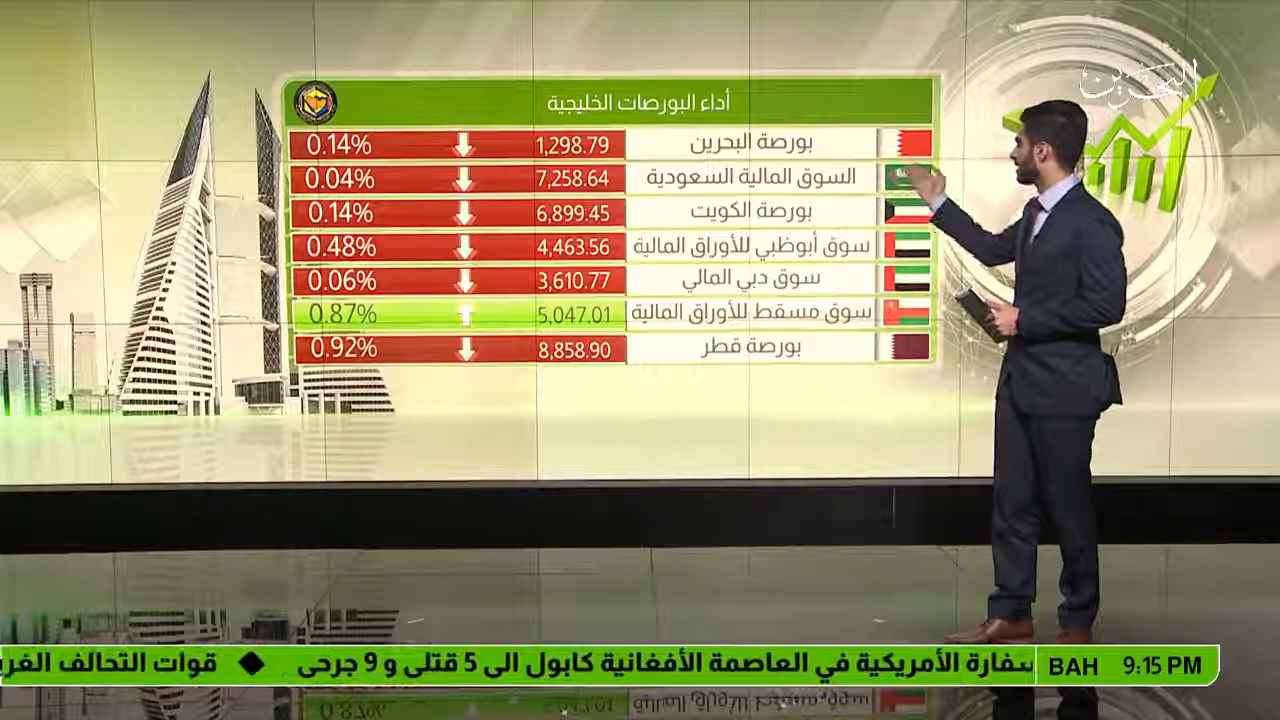 البحرين
أداء البورصات الخليجية
بورصة البحرين 1,298.79 0.14%
السوق المالية السعودية 7,258.64 0.04%
بورصة الكويت 6,899.45 0.14%
سوق أبوظبي للأوراق المالية 4,463.56 0.48%
سوق دبي المالي 3,610.77 0.06%
سوق مسقط للأوراق المالية 5,047.01 0.87%
بورصة قطر 8,858.90 0.92%
سفارة الأمريكية في العاصمة الأفغانية كابول الى 5 قتلى و 9 جرحى ◆ قوات التحالف
BAH 9:15 PM